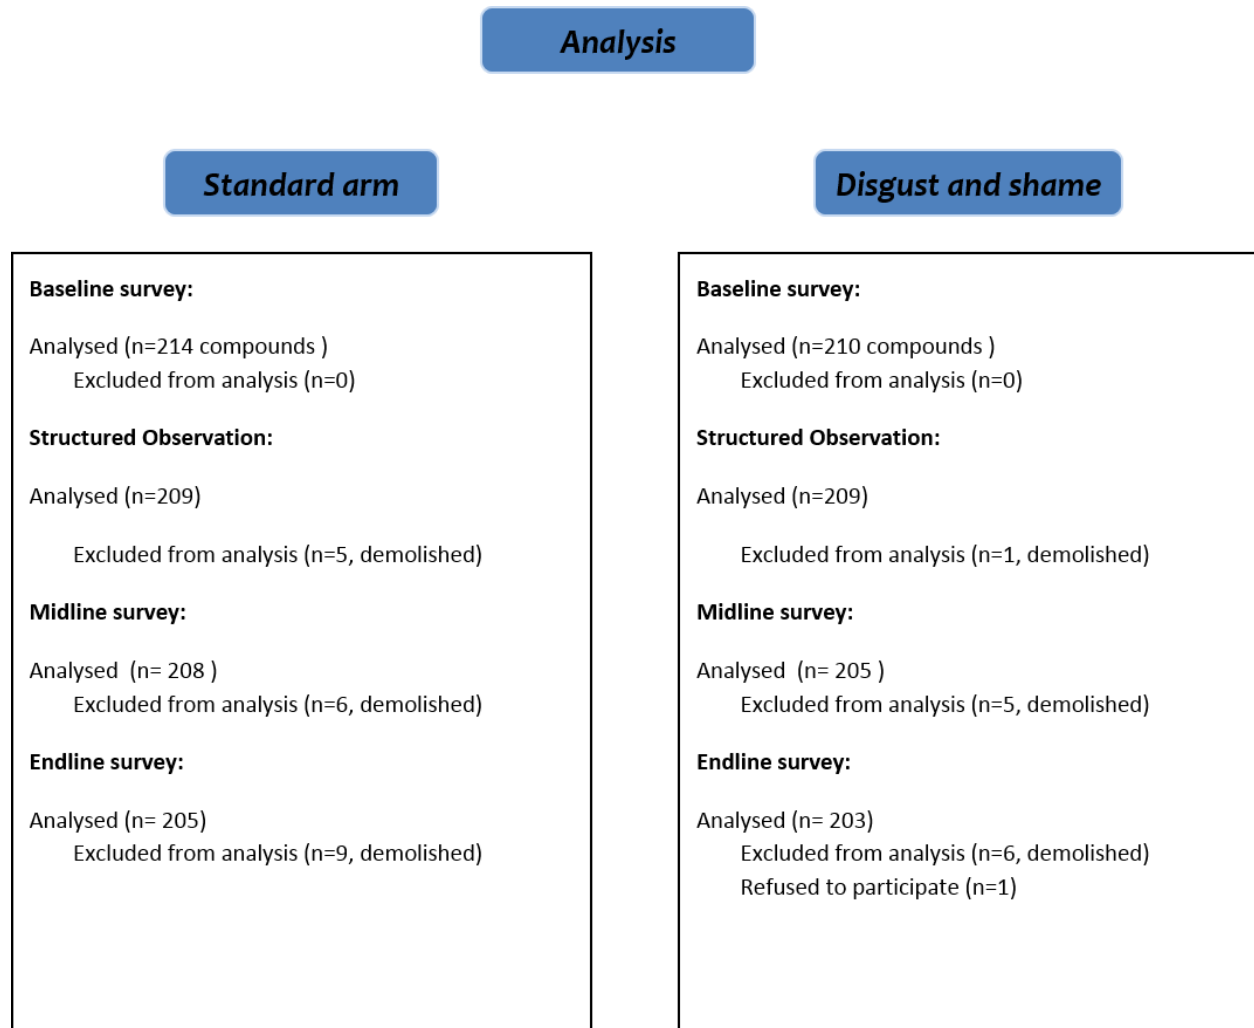 Analysis
Standard arm
Baseline survey:
Analysed (n=214 compounds )
Excluded from analysis (n=0)
Structured Observation:
Analysed (n=209)
Excluded from analysis (n=5, demolished)
Midline survey:
Analysed  (n= 208 )
Excluded from analysis (n=6, demolished)
Endline survey:
Analysed (n= 205)
Excluded from analysis (n=9, demolished)
Disgust and shame
Baseline survey:
Analysed (n=210 compounds )
Excluded from analysis (n=0)
Structured Observation:
Analysed (n=209)
Excluded from analysis (n=1, demolished)
Midline survey:
Analysed  (n= 205 )
Excluded from analysis (n=5, demolished)
Endline survey:
Analysed (n= 203)
Excluded from analysis (n=6, demolished)
Refused to participate (n=1)